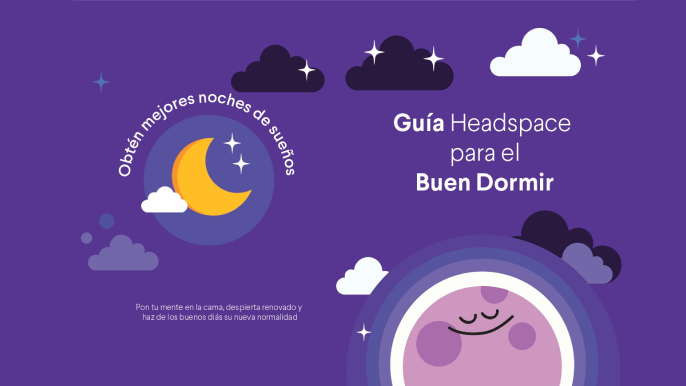 Obtén mejores noches de sueños
Pon tu mente en la cama, despierta renovado y
haz de los buenos diás su nueva normalidad
Guía Headspace
para el
Buen Dormir